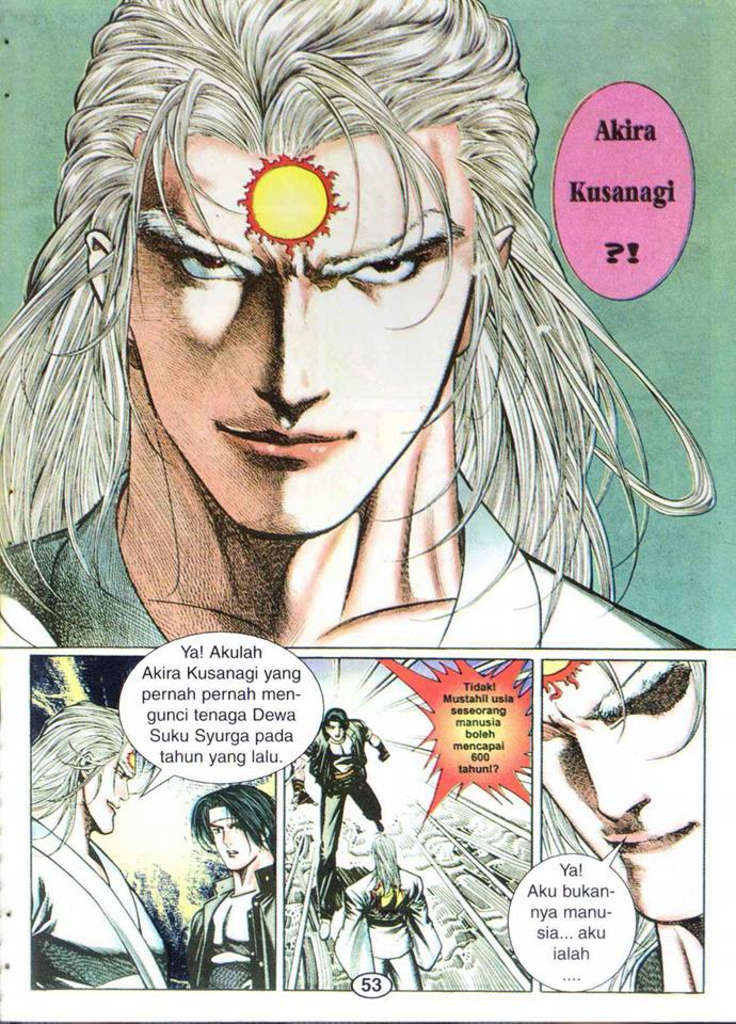 Akira
Kusanagi
?!
Ya! Akulah
Akira Kusanagi yang
pernah pernah men-
gunci tenaga Dewa
Suku Syurga pada
tahun yang lalu.
Tidak!
Mustahil usia
seseorang
manusia
boleh
mencapai
600
tahun!?
Ya!
Aku bukan-
nya manu-
sia... aku
ialah
....
53